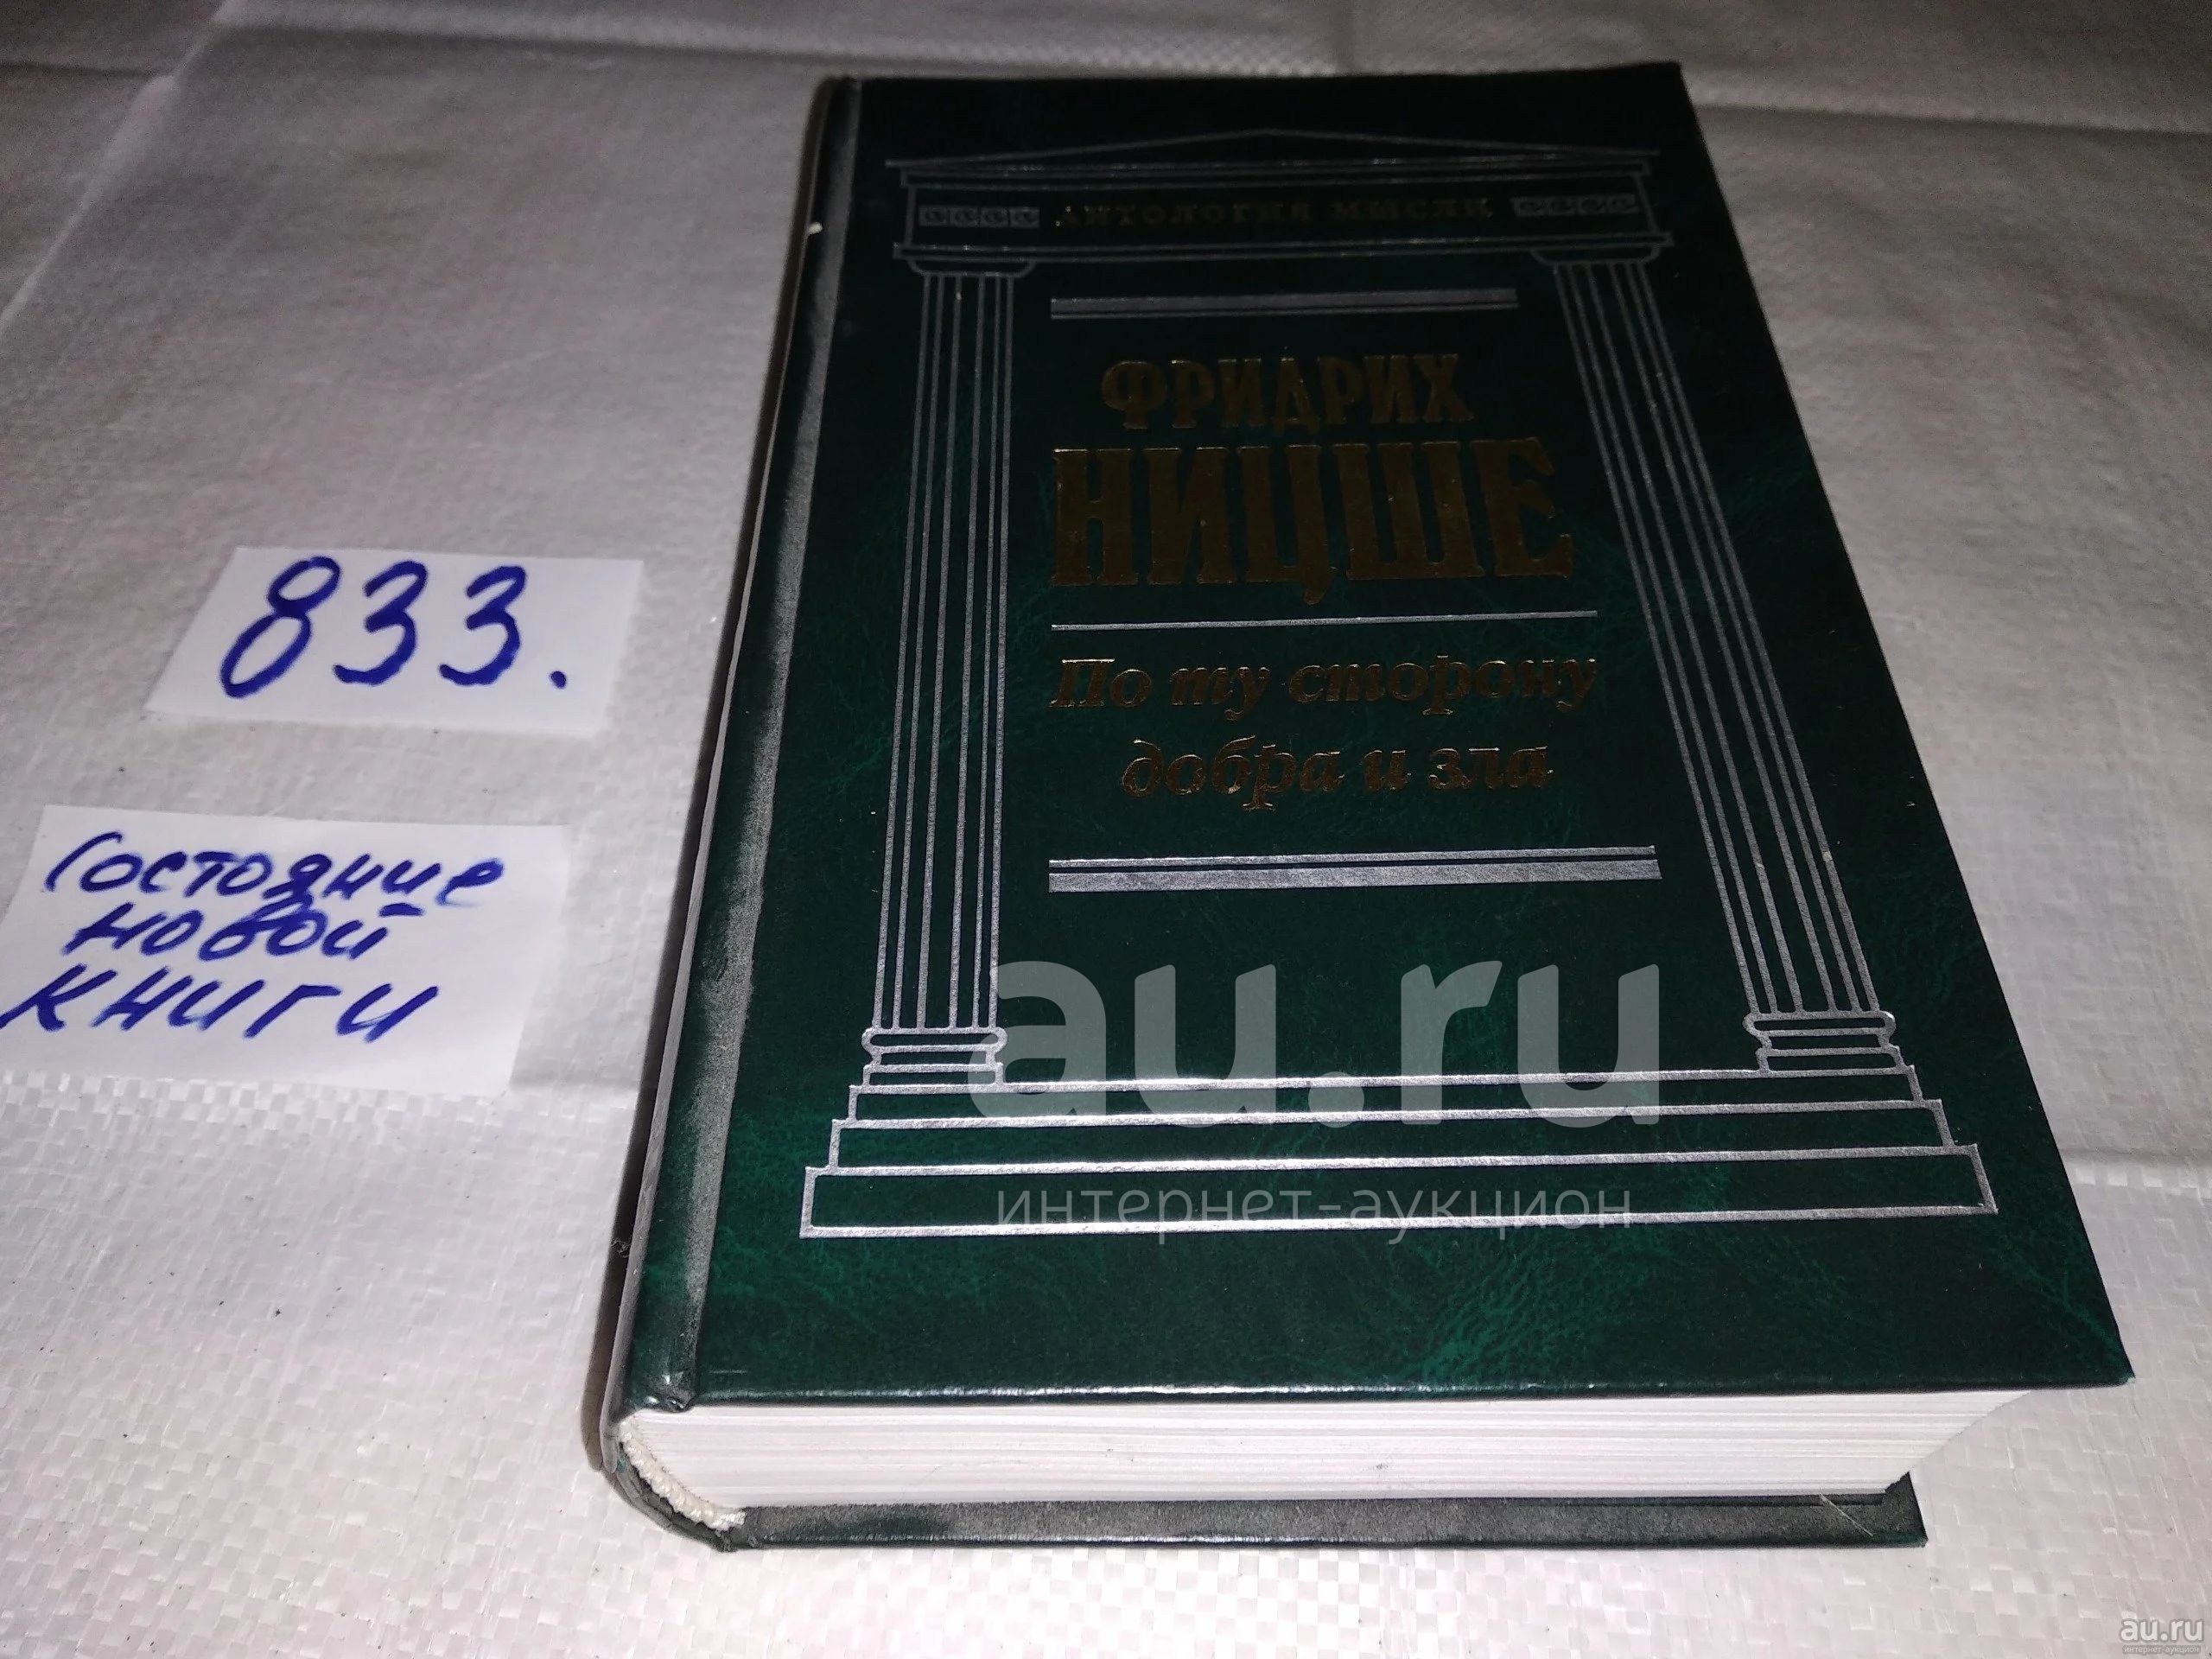 АНТОЛОГИЯ МЫСЛИ
ФРИДРИХ
НИЦШЕ
По ту сторону
добра и зла
833.
Состояние
новой
книги
au.ru
интернет-аукцион
au.ru
интернет-аукцион